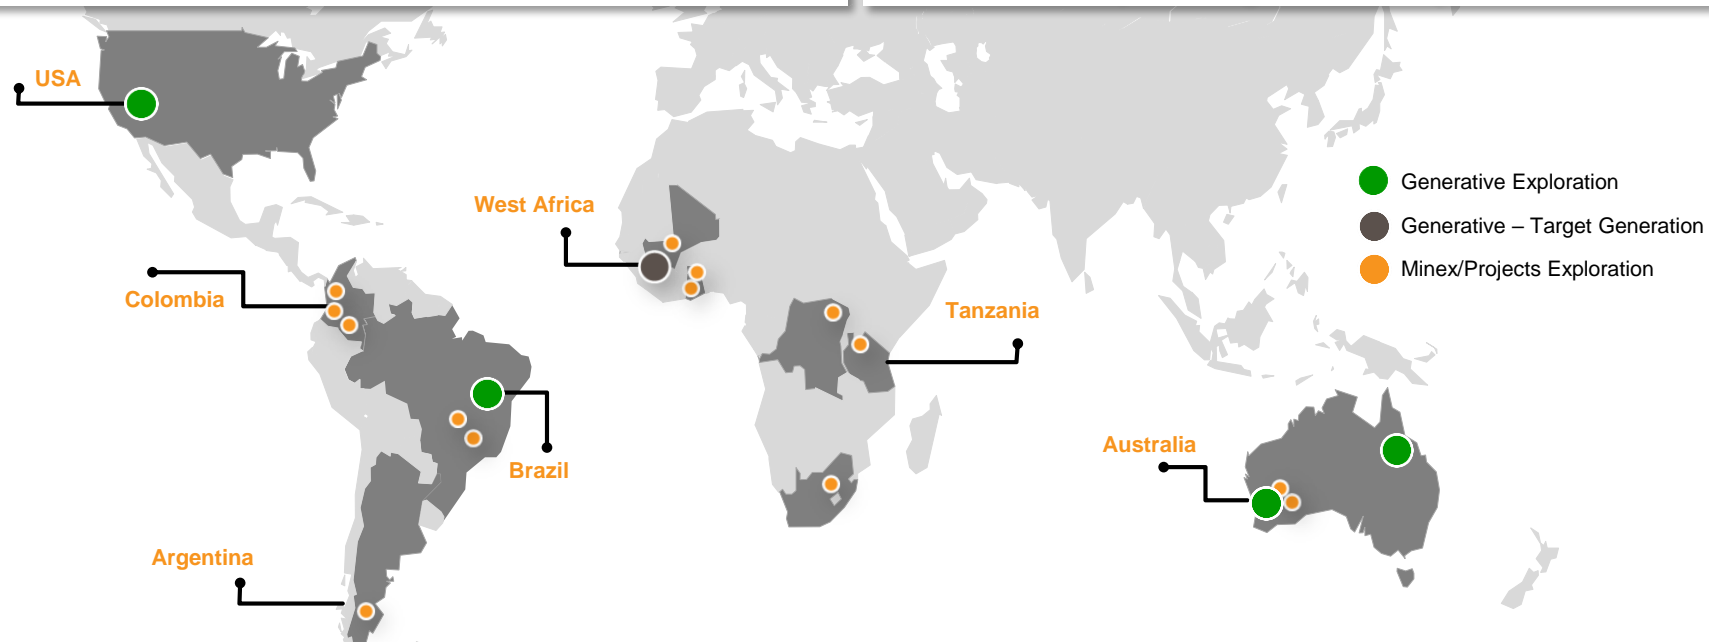 USA
West Africa
Generative Exploration
Generative – Target Generation
Minex/Projects Exploration
Colombia
Tanzania
Brazil
Australia
Argentina